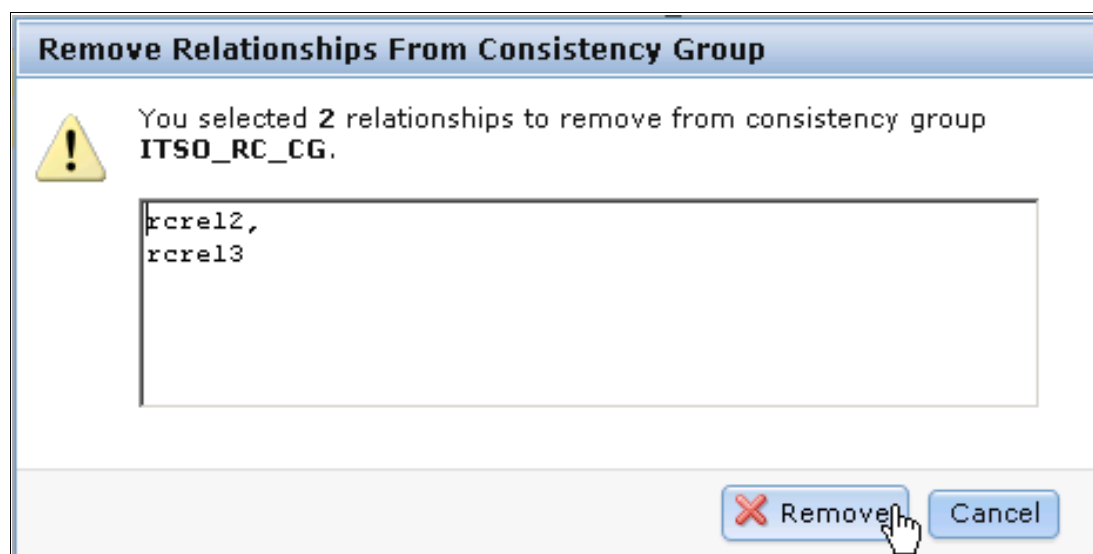 Remove Relationships From Consistency Group
You selected 2 relationships to remove from consistency group
ITSO_RC_CG.
rcrel2,
rcrel3
Remove
Cancel